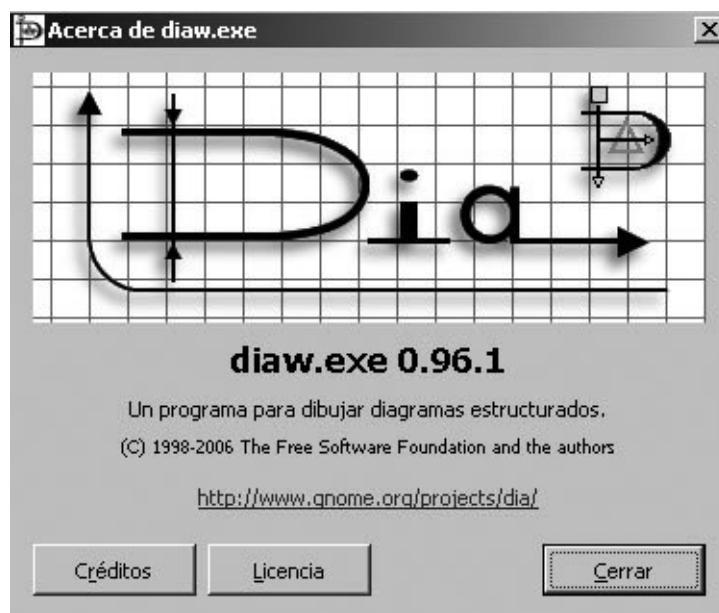 Acerca de diaw.exe
Dia
diaw.exe 0.96.1
Un programa para dibujar diagramas estructurados.
(C) 1998-2006 The Free Software Foundation and the authors
http://www.gnome.org/projects/dia/
Créditos
Licencia
Cerrar